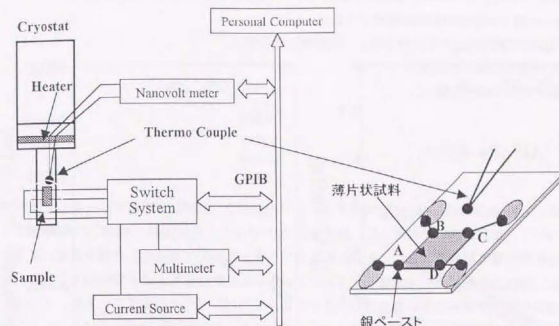 Personal Computer
Cryostat
Heater
Nanovolt meter
Thermo Couple
GPIB
Switch
System
Sample
Multimeter
Current Source
薄片状試料
B
C
A
D
銀ペースト